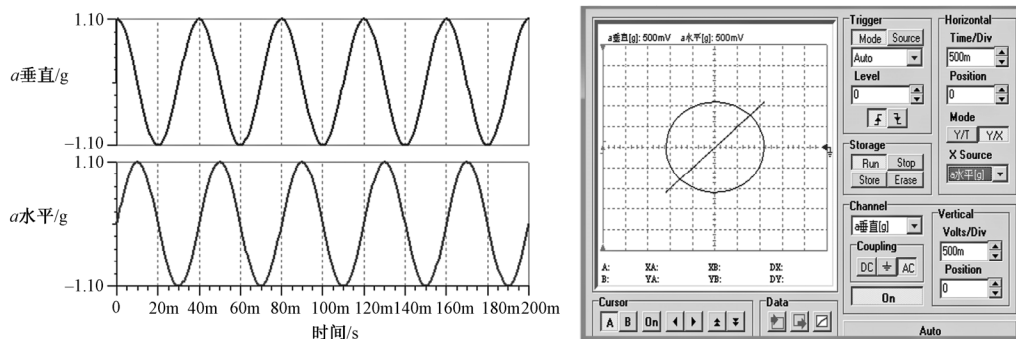 1.10
a垂直/g
−1.10
1.10
a水平/g
−1.10
0 20m 40m 60m 80m 100m 120m 140m 160m 180m 200m
时间/s
a垂直[g]: 500mV a水平[g]: 500mV
A: XA: XB: DX:
B: YA: YB: DY:
Cursor
A B On
Data
Trigger
Mode Source
Auto
Level
0
Storage
Run Stop
Store Erase
Horizontal
Time/Div
500m
Position
0
Mode
Y/T Y/X
X Source
a水平[g]
Channel
a垂直[g]
Coupling
DC AC
On
Vertical
Volts/Div
500m
Position
0
Auto